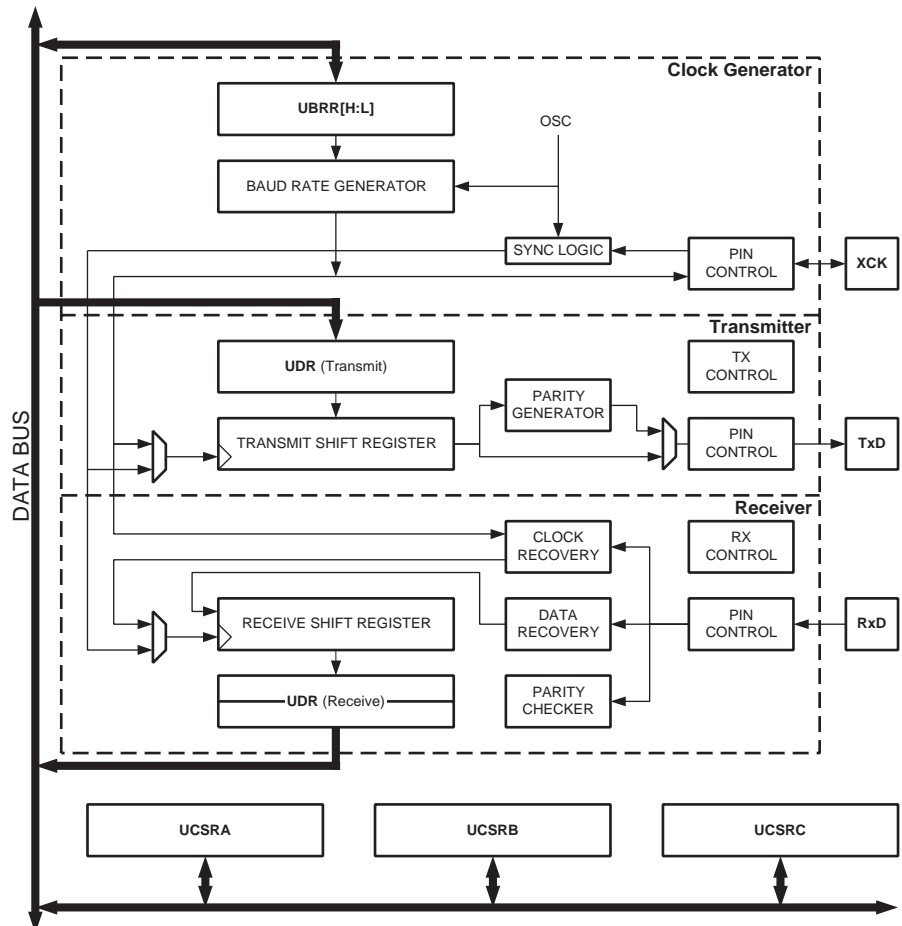 Clock Generator
UBRR[H:L]
OSC
BAUD RATE GENERATOR
SYNC LOGIC
PIN
CONTROL
XCK
Transmitter
UDR (Transmit)
TX
CONTROL
PARITY
GENERATOR
TRANSMIT SHIFT REGISTER
PIN
CONTROL
TxD
DATA BUS
Receiver
CLOCK
RECOVERY
RX
CONTROL
RECEIVE SHIFT REGISTER
DATA
RECOVERY
PIN
CONTROL
RxD
UDR (Receive)
PARITY
CHECKER
UCSRA
UCSRB
UCSRC